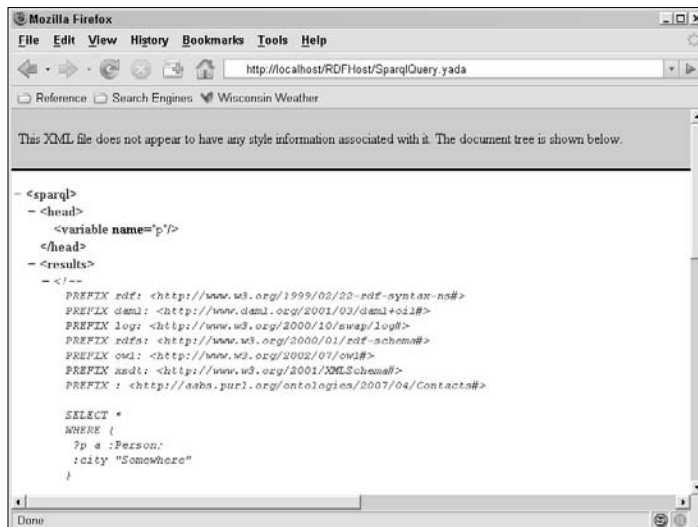 Mozilla Firefox
File Edit View History Bookmarks Tools Help
http://localhost/RDFHost/SparqlQuery.yada
Reference Search Engines Wisconsin Weather
This XML file does not appear to have any style information associated with it. The document tree is shown below.
- <sparql>
- <head>
<variable name="p"/>
</head>
- <results>
- <!--
PREFIX rdf: <http://www.w3.org/1999/02/22-rdf-syntax-ns#>
PREFIX daml: <http://www.daml.org/2001/03/daml+oil#>
PREFIX log: <http://www.w3.org/2000/10/swap/log#>
PREFIX rdfs: <http://www.w3.org/2000/01/rdf-schema#>
PREFIX owl: <http://www.w3.org/2002/07/owl#>
PREFIX xsdt: <http://www.w3.org/2001/XMLSchema#>
PREFIX : <http://aabs.purl.org/ontologies/2007/04/Contacts#>
SELECT *
WHERE {
?p a :Person;
:city "Somewhere"
}
Done